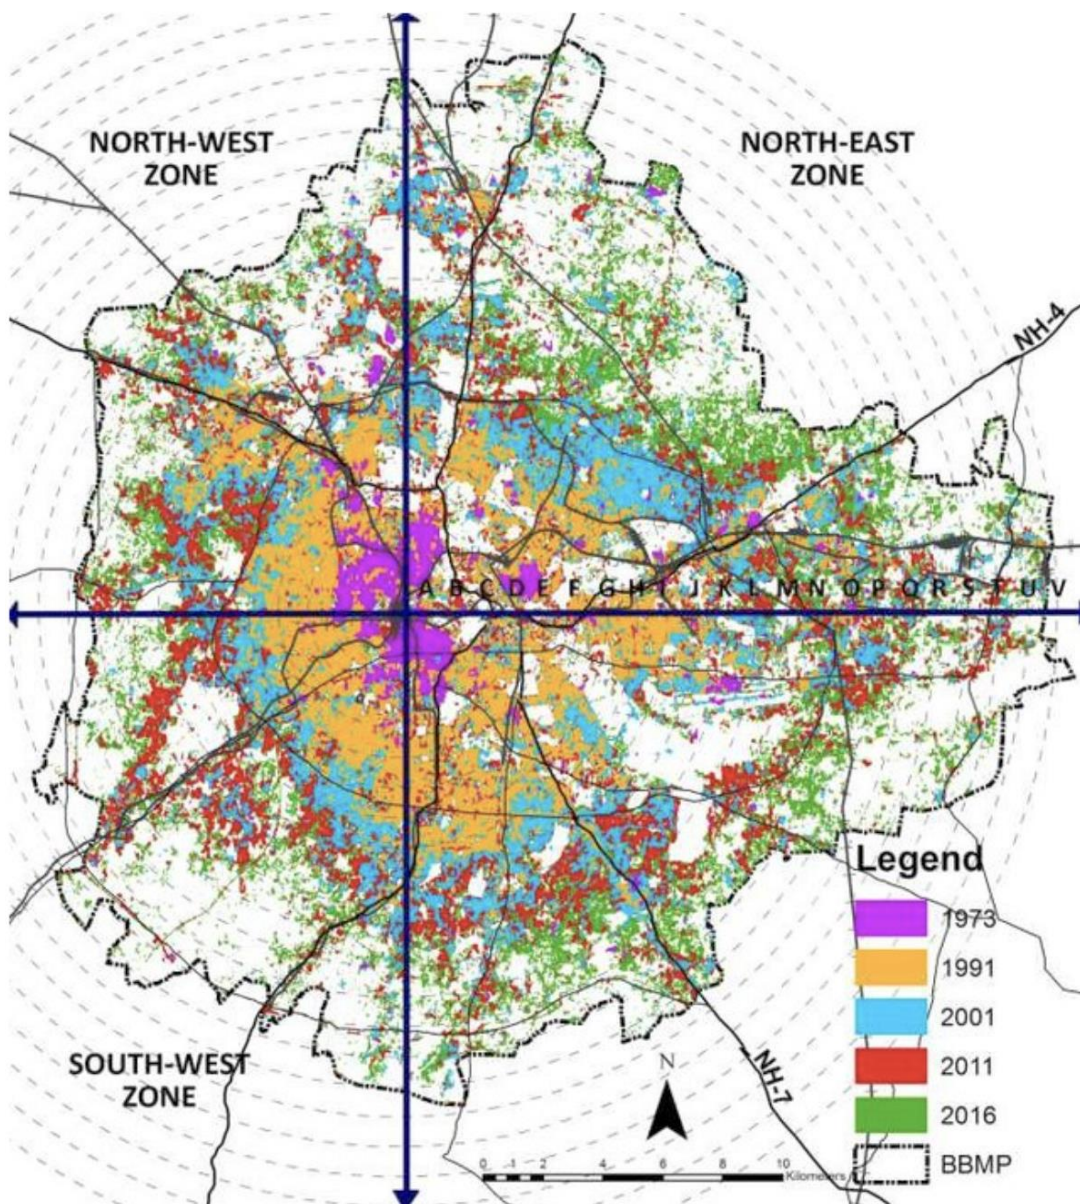 NORTH-WEST
ZONE
NORTH-EAST
ZONE
NH-4
A B C D E F G H I J K L M N O P Q R S T U V
Legend
1973
1991
2001
2011
2016
BBMP
SOUTH-WEST
ZONE
N
NH-7
0 1 2 4 6 8 10
Kilometers